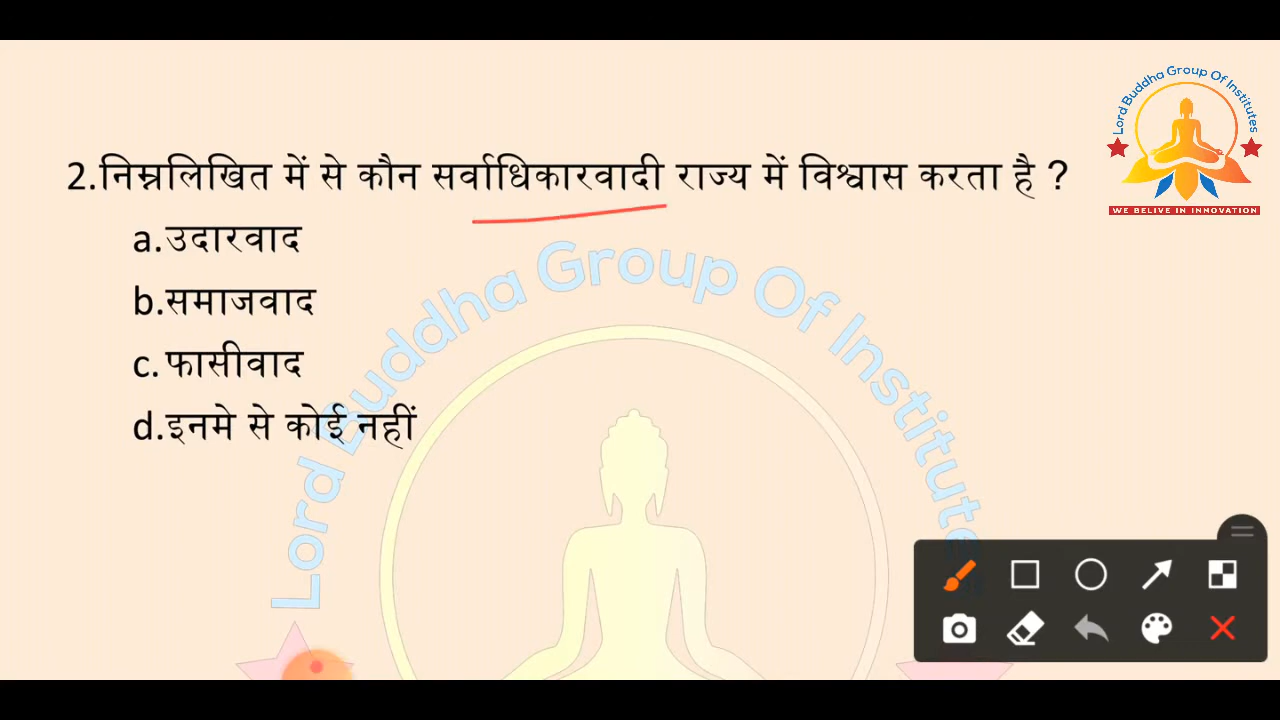 Lord Buddha Group Of Institutes
WE BELIVE IN INNOVATION
2.निम्नलिखित में से कौन सर्वाधिकारवादी राज्य में विश्वास करता है ?
a.उदारवाद
b.समाजवाद
c.फासीवाद
d.इनमे से कोई नहीं
Lord Buddha Group Of Institutes